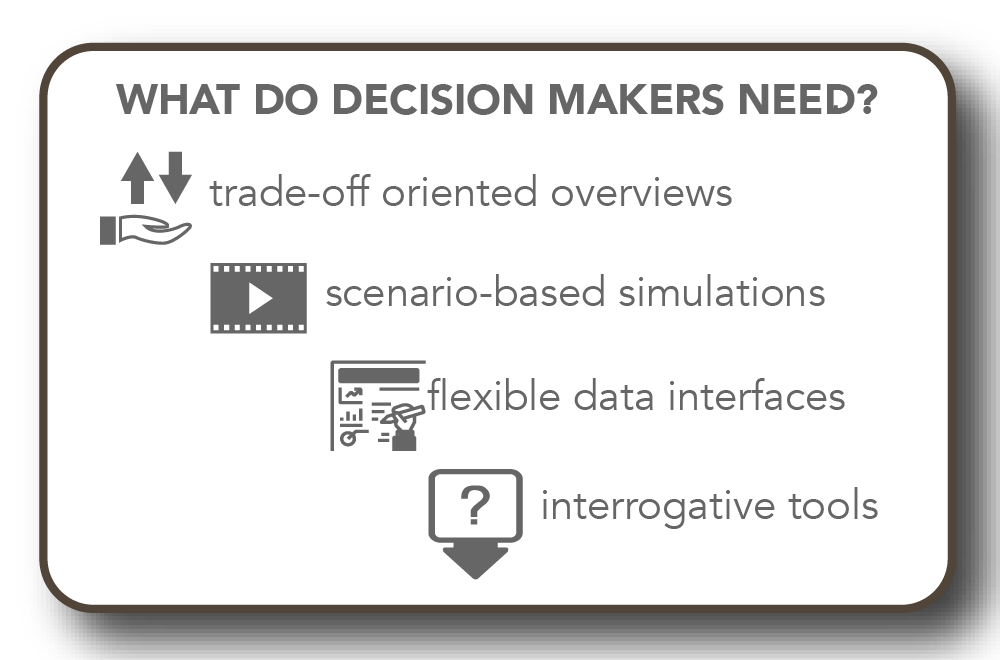 WHAT DO DECISION MAKERS NEED?
trade-off oriented overviews
scenario-based simulations
flexible data interfaces
?
interrogative tools